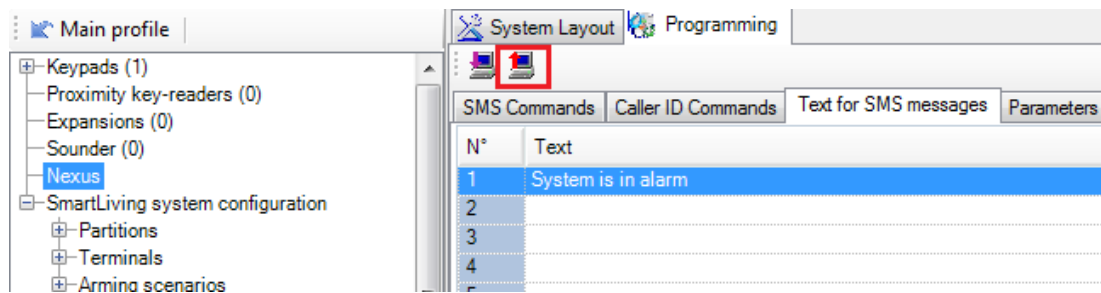 Main profile
Keypads (1)
Proximity key-readers (0)
Expansions (0)
Sounder (0)
Nexus
SmartLiving system configuration
Partitions
Terminals
Arming scenarios
System Layout Programming
SMS Commands Caller ID Commands Text for SMS messages Parameters
N° Text
1 System is in alarm
2
3
4